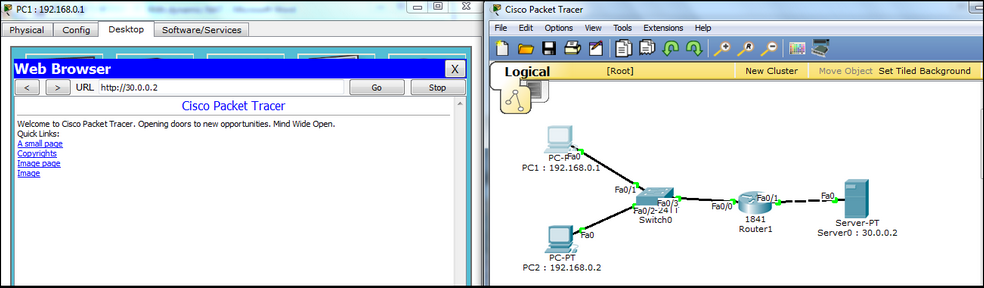 PC1 : 192.168.0.1
Physical Config Desktop Software/Services
Web Browser X
< > URL http://30.0.0.2 Go Stop
Cisco Packet Tracer
Welcome to Cisco Packet Tracer. Opening doors to new opportunities. Mind Wide Open.
Quick Links:
A small page
Copyrights
Image page
Image
Cisco Packet Tracer
File Edit Options View Tools Extensions Help
Logical [Root] New Cluster Move Object Set Tiled Background
Fa0
PC1 : 192.168.0.1
Fa0/1
Fa0/3
Fa0/2
Switch0
Fa0/0
Fa0/1
1841
Router1
Fa0
Server-PT
Server0 : 30.0.0.2
Fa0
PC-PT
PC2 : 192.168.0.2